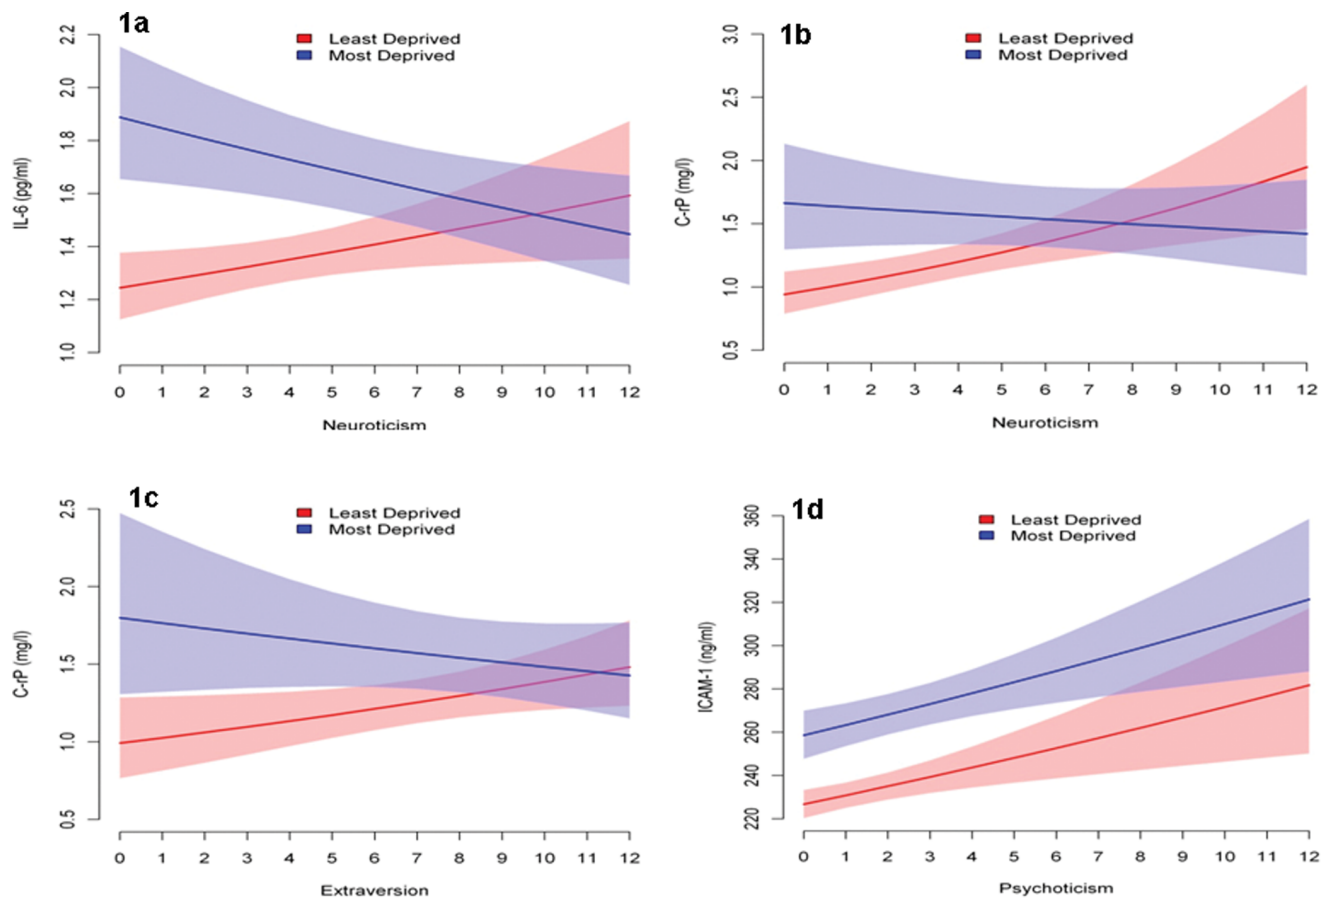 1a
Least Deprived
Most Deprived
IL-6 (pg/ml)
2.2
2.0
1.8
1.6
1.4
1.2
1.0
0 1 2 3 4 5 6 7 8 9 10 11 12
Neuroticism
1b
Least Deprived
Most Deprived
C-rP (mg/l)
3.0
2.5
2.0
1.5
1.0
0.5
0 1 2 3 4 5 6 7 8 9 10 11 12
Neuroticism
1c
Least Deprived
Most Deprived
C-rP (mg/l)
2.5
2.0
1.5
1.0
0.5
0 1 2 3 4 5 6 7 8 9 10 11 12
Extraversion
1d
Least Deprived
Most Deprived
ICAM-1 (ng/ml)
360
340
320
300
280
260
240
220
0 1 2 3 4 5 6 7 8 9 10 11 12
Psychoticism